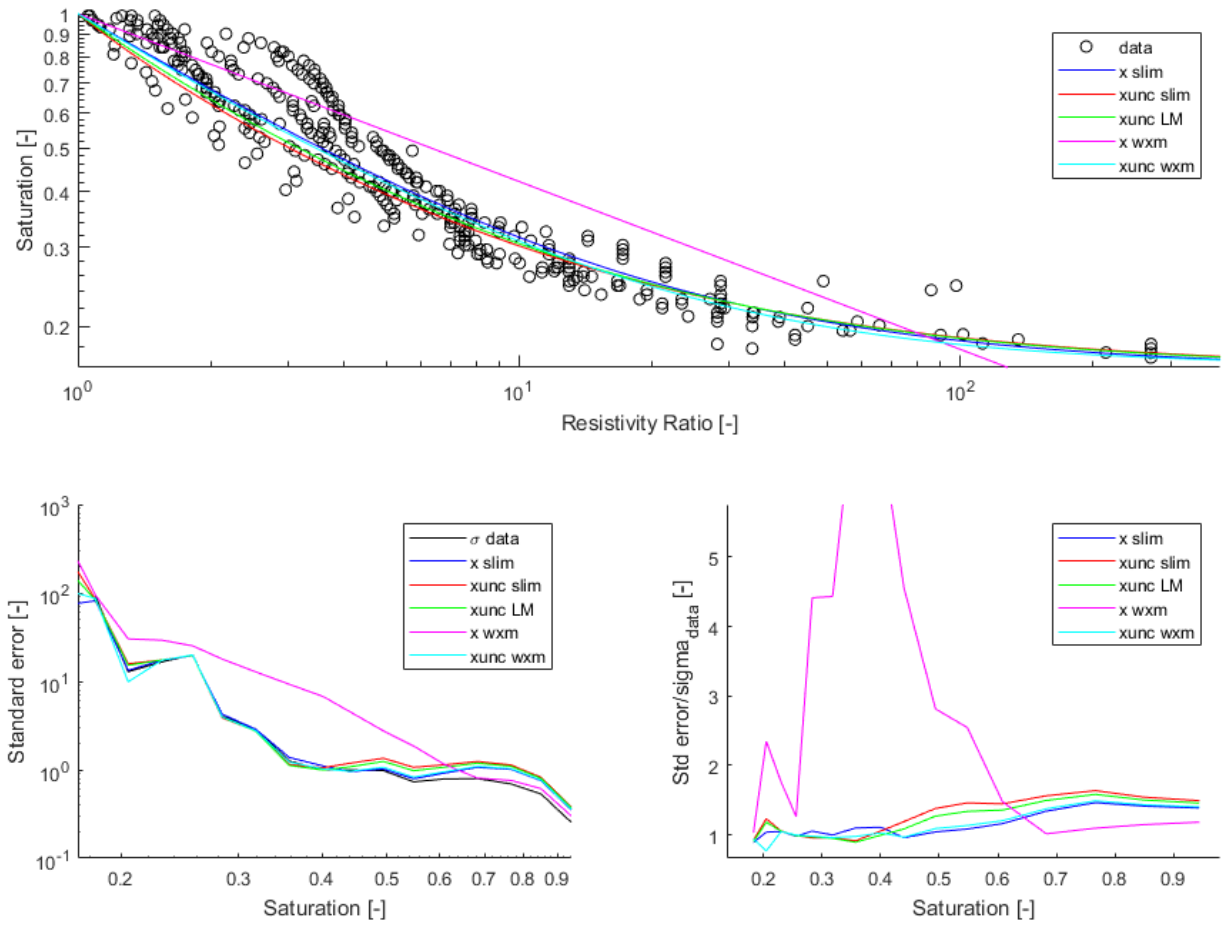 1
0.9
0.8
0.7
0.6
0.5
0.4
0.3
0.2
Saturation [-]
10^0
10^1
10^2
Resistivity Ratio [-]
data
x slim
xunc slim
xunc LM
x wxm
xunc wxm
10^3
10^2
10^1
10^0
10^-1
Standard error [-]
0.2
0.3
0.4
0.5
0.6
0.7
0.8
0.9
Saturation [-]
σ data
x slim
xunc slim
xunc LM
x wxm
xunc wxm
5
4
3
2
1
Std error/sigma_data [-]
0.2
0.3
0.4
0.5
0.6
0.7
0.8
0.9
Saturation [-]
x slim
xunc slim
xunc LM
x wxm
xunc wxm